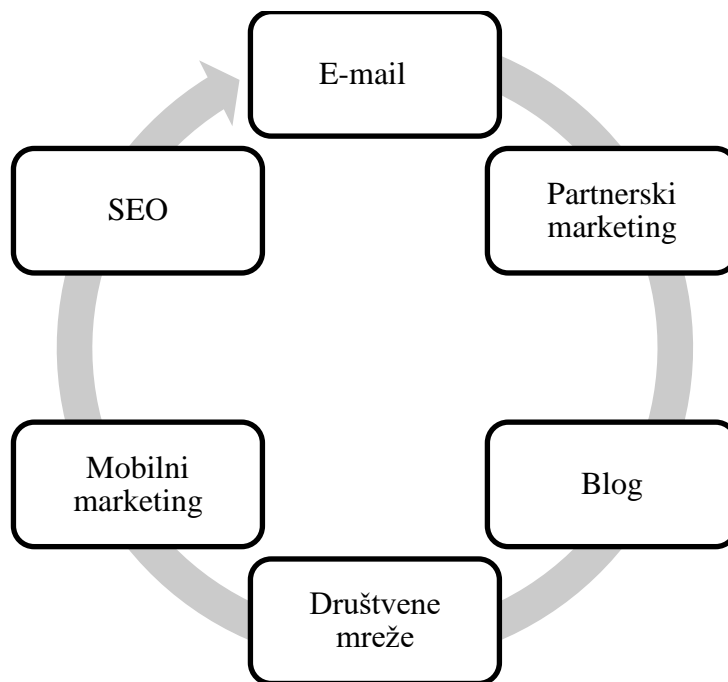 E-mail
Partnerski
marketing
Blog
Društvene
mreže
Mobilni
marketing
SEO